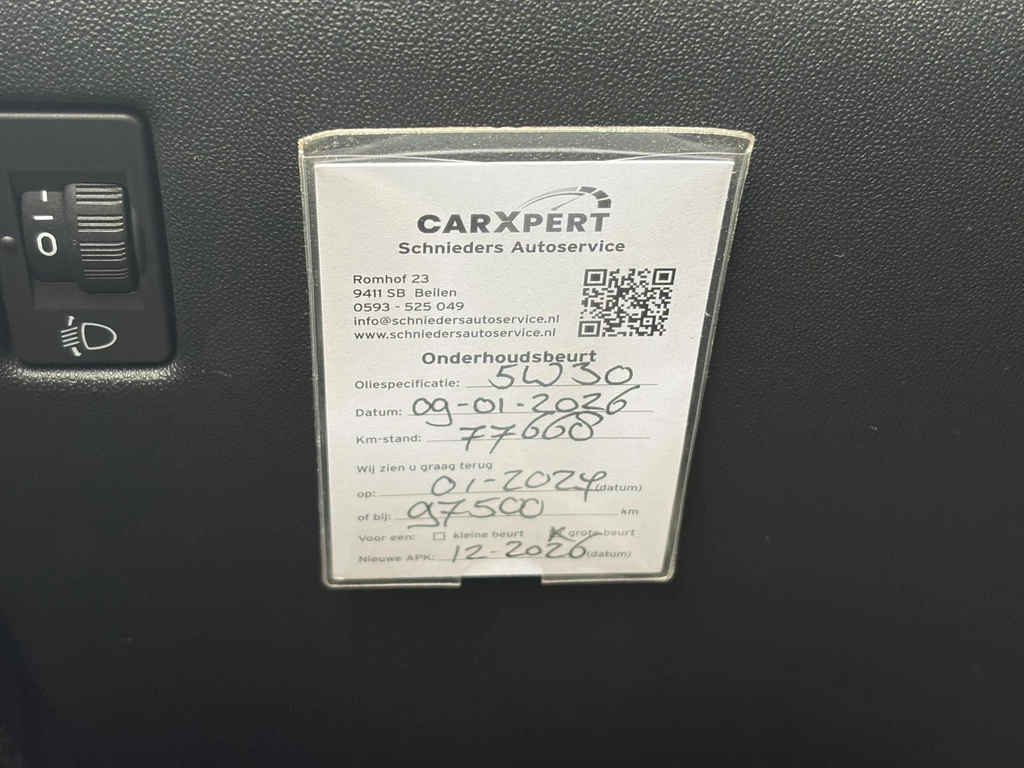 0
CARXPERT
Schnieders Autoservice
Romhof 23
9411 SB Beilen
0593 - 525 049
info@schniedersautoservice.nl
www.schniedersautoservice.nl
Onderhoudsbeurt
Oliespecificatie: 5W30
Datum: 09-01-2026
Km-stand: 77668
Wij zien u graag terug
op: 01-2024 (datum)
of bij: 97500 km
Voor een: kleine beurt grote beurt
Nieuwe APK: 12-2026 (datum)